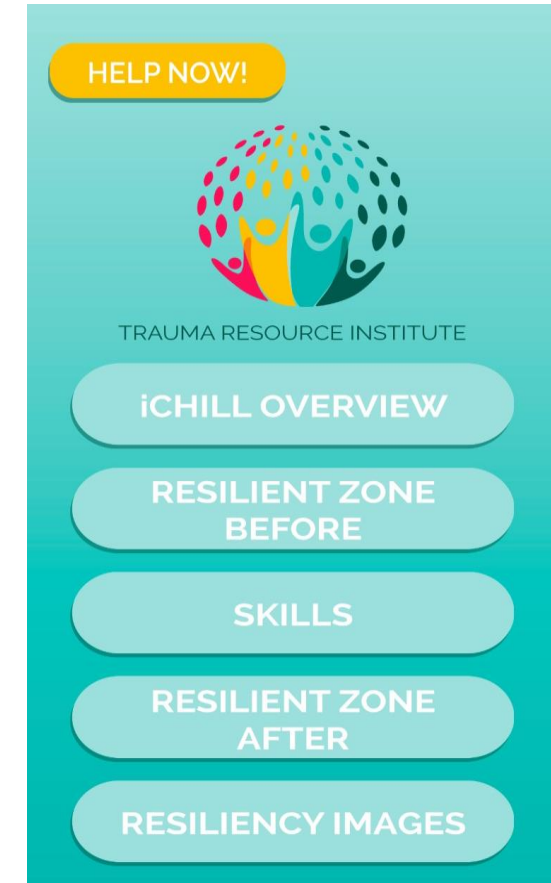 HELP NOW!
TRAUMA RESOURCE INSTITUTE
iCHILL OVERVIEW
RESILIENT ZONE
BEFORE
SKILLS
RESILIENT ZONE
AFTER
RESILIENCY IMAGES